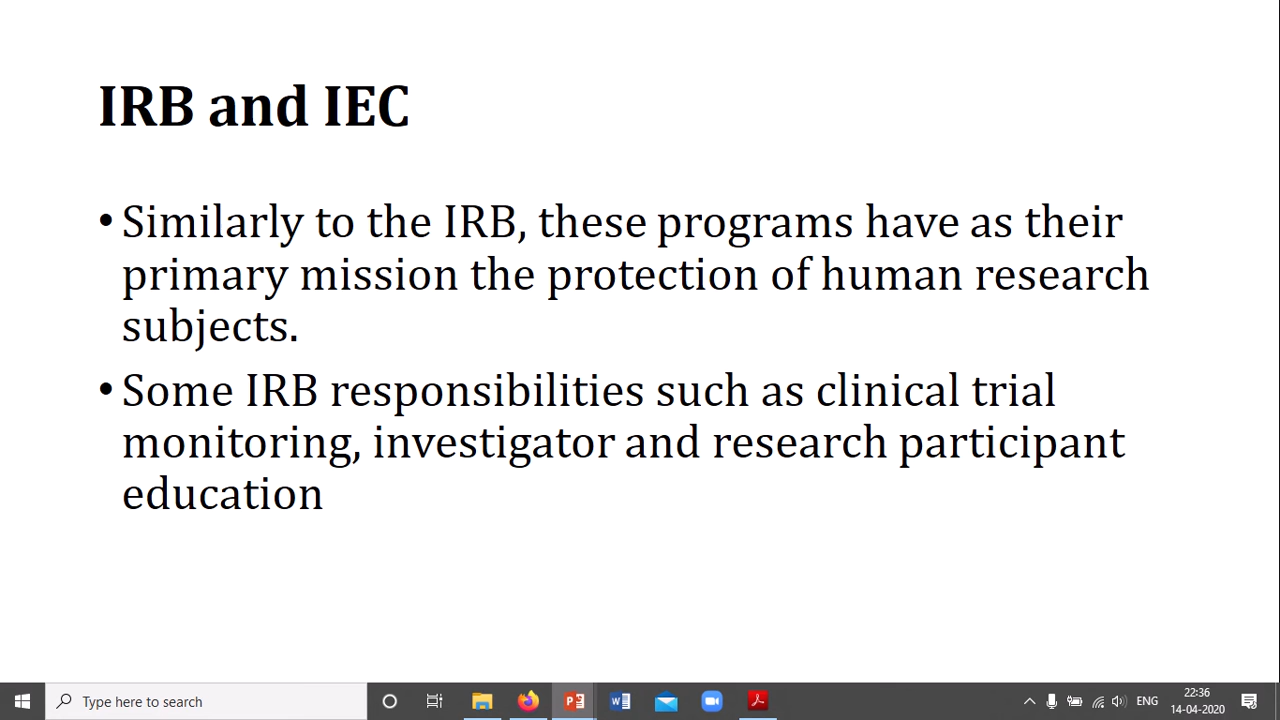 IRB and IEC
• Similarly to the IRB, these programs have as their
primary mission the protection of human research
subjects.
• Some IRB responsibilities such as clinical trial
monitoring, investigator and research participant
education
Type here to search
ENG
22:36
14-04-2020